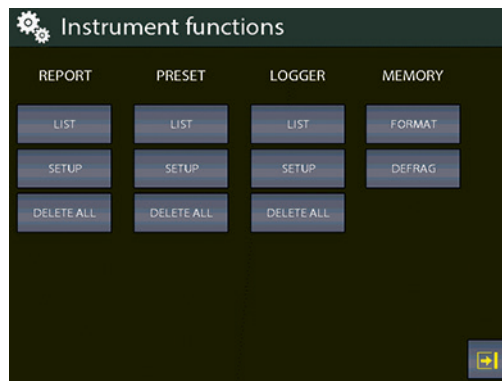 Instrument functions
REPORT PRESET LOGGER MEMORY
LIST LIST LIST FORMAT
SETUP SETUP SETUP DEFRAG
DELETE ALL DELETE ALL DELETE ALL